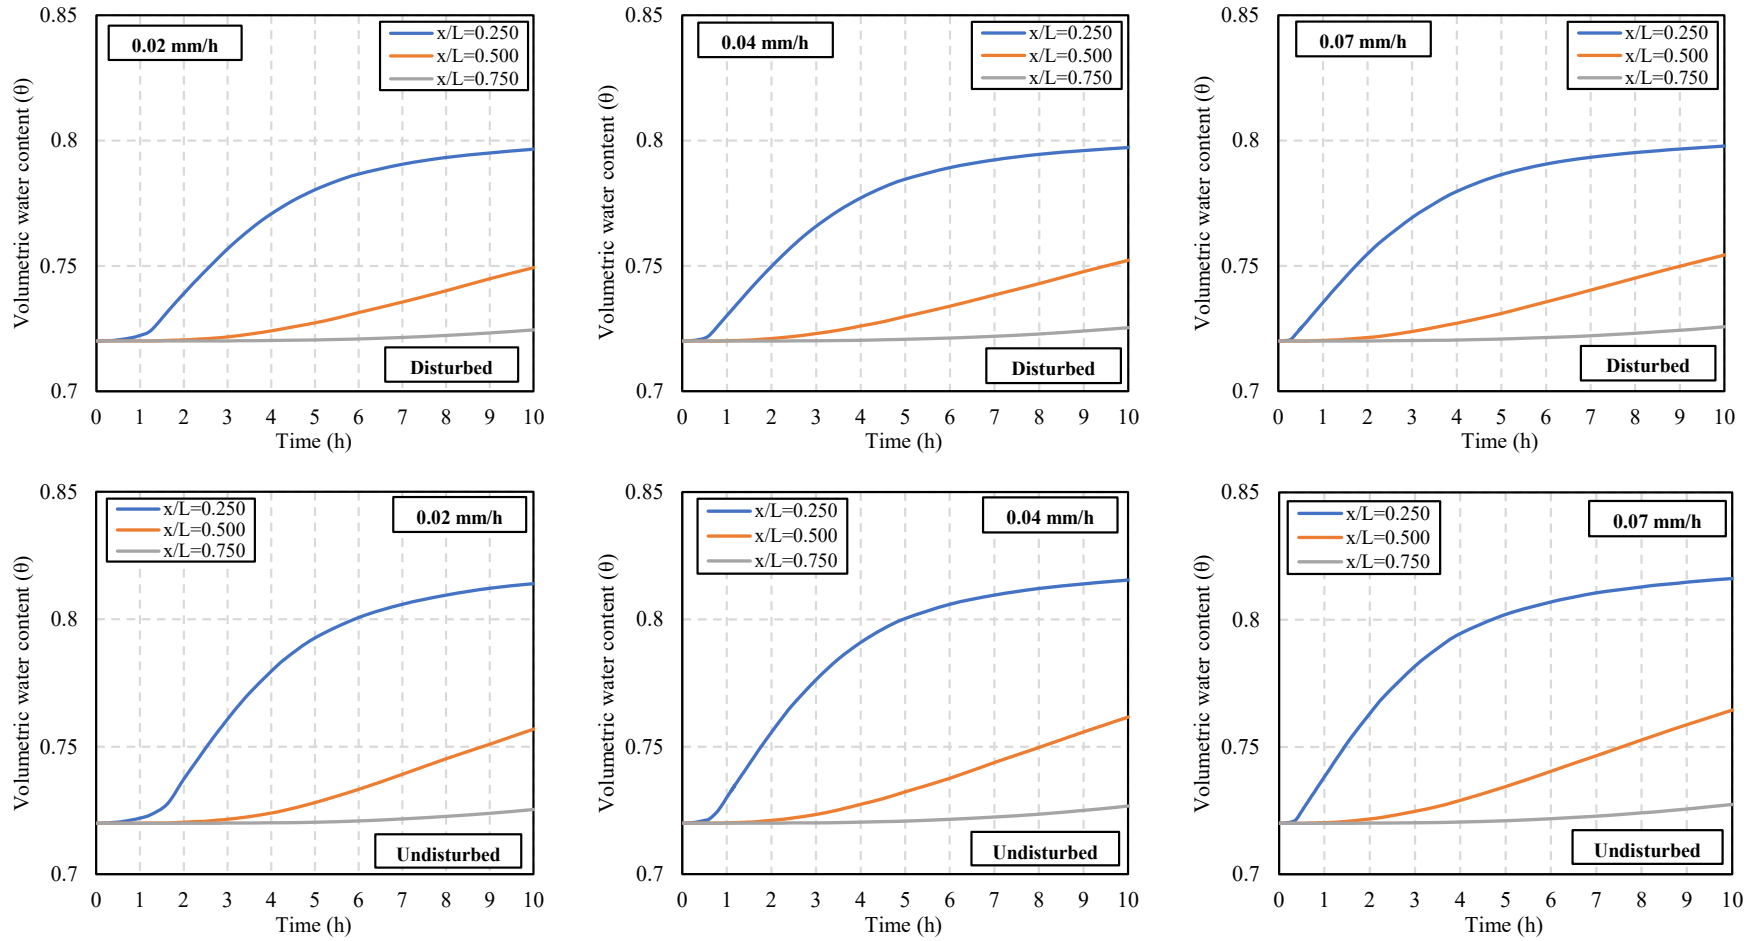 0.85
0.8
0.75
0.7
Volumetric water content (θ)
0.02 mm/h
x/L=0.250
x/L=0.500
x/L=0.750
Disturbed
0 1 2 3 4 5 6 7 8 9 10
Time (h)
0.85
0.8
0.75
0.7
Volumetric water content (θ)
0.04 mm/h
x/L=0.250
x/L=0.500
x/L=0.750
Disturbed
0 1 2 3 4 5 6 7 8 9 10
Time (h)
0.85
0.8
0.75
0.7
Volumetric water content (θ)
0.07 mm/h
x/L=0.250
x/L=0.500
x/L=0.750
Disturbed
0 1 2 3 4 5 6 7 8 9 10
Time (h)
0.85
0.8
0.75
0.7
Volumetric water content (θ)
x/L=0.250
x/L=0.500
x/L=0.750
0.02 mm/h
Undisturbed
0 1 2 3 4 5 6 7 8 9 10
Time (h)
0.85
0.8
0.75
0.7
Volumetric water content (θ)
x/L=0.250
x/L=0.500
x/L=0.750
0.04 mm/h
Undisturbed
0 1 2 3 4 5 6 7 8 9 10
Time (h)
0.85
0.8
0.75
0.7
Volumetric water content (θ)
x/L=0.250
x/L=0.500
x/L=0.750
0.07 mm/h
Undisturbed
0 1 2 3 4 5 6 7 8 9 10
Time (h)